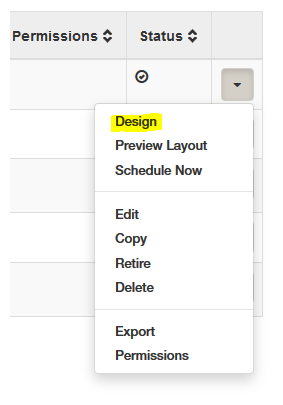 Permissions Status
Design
Preview Layout
Schedule Now
Edit
Copy
Retire
Delete
Export
Permissions